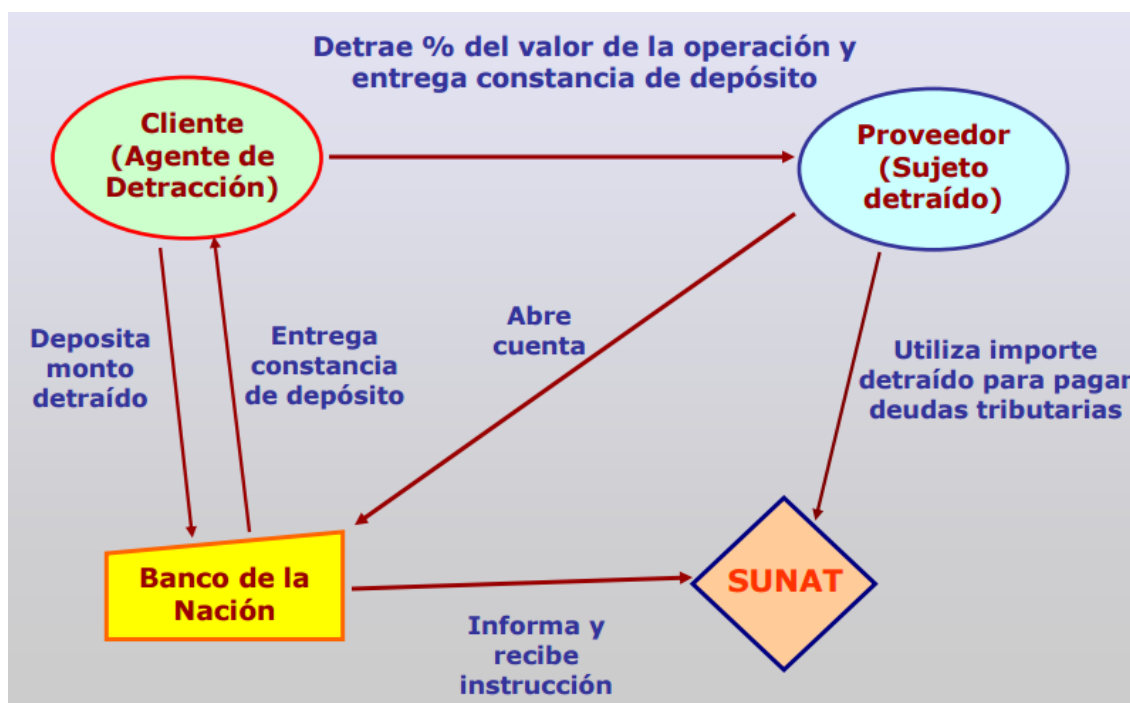 Detrae % del valor de la operación y
entrega constancia de depósito
Cliente
(Agente de
Detracción)
Proveedor
(Sujeto
detraído)
Deposita
monto
detraído
Entrega
constancia
de depósito
Abre
cuenta
Utiliza importe
detraído para pagar
deudas tributarias
Banco de la
Nación
SUNAT
Informa y
recibe
instrucción